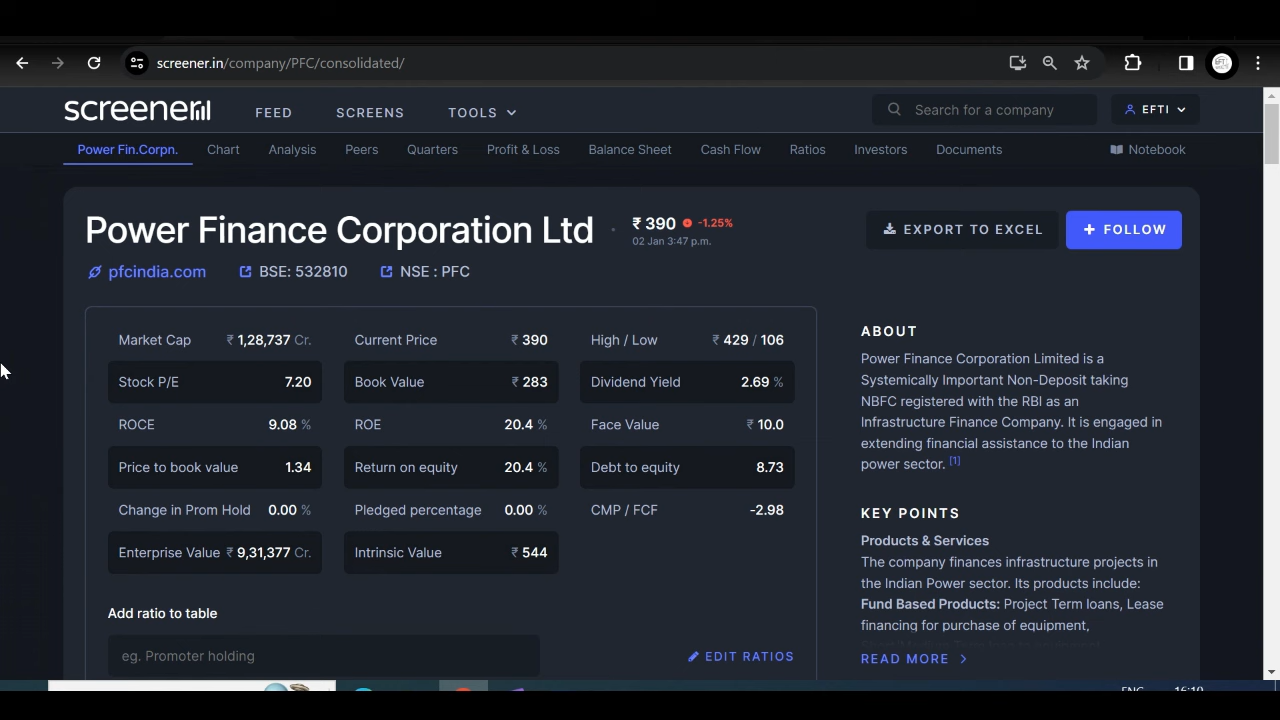 screener.in/company/PFC/consolidated/
screener FEED SCREENS TOOLS Search for a company EFTI
Power Fin.Corpn. Chart Analysis Peers Quarters Profit & Loss Balance Sheet Cash Flow Ratios Investors Documents Notebook
Power Finance Corporation Ltd · ₹ 390 -1.25%
02 Jan 3:47 p.m.
EXPORT TO EXCEL + FOLLOW
pfcindia.com BSE: 532810 NSE : PFC
Market Cap ₹ 1,28,737 Cr. Current Price ₹ 390 High / Low ₹ 429 / 106
Stock P/E 7.20 Book Value ₹ 283 Dividend Yield 2.69 %
ROCE 9.08 % ROE 20.4 % Face Value ₹ 10.0
Price to book value 1.34 Return on equity 20.4 % Debt to equity 8.73
Change in Prom Hold 0.00 % Pledged percentage 0.00 % CMP / FCF -2.98
Enterprise Value ₹ 9,31,377 Cr. Intrinsic Value ₹ 544
Add ratio to table
eg. Promoter holding EDIT RATIOS
ABOUT
Power Finance Corporation Limited is a
Systemically Important Non-Deposit taking
NBFC registered with the RBI as an
Infrastructure Finance Company. It is engaged in
extending financial assistance to the Indian
power sector. [1]
KEY POINTS
Products & Services
The company finances infrastructure projects in
the Indian Power sector. Its products include:
Fund Based Products: Project Term loans, Lease
financing for purchase of equipment,
READ MORE >
ENG 16:10